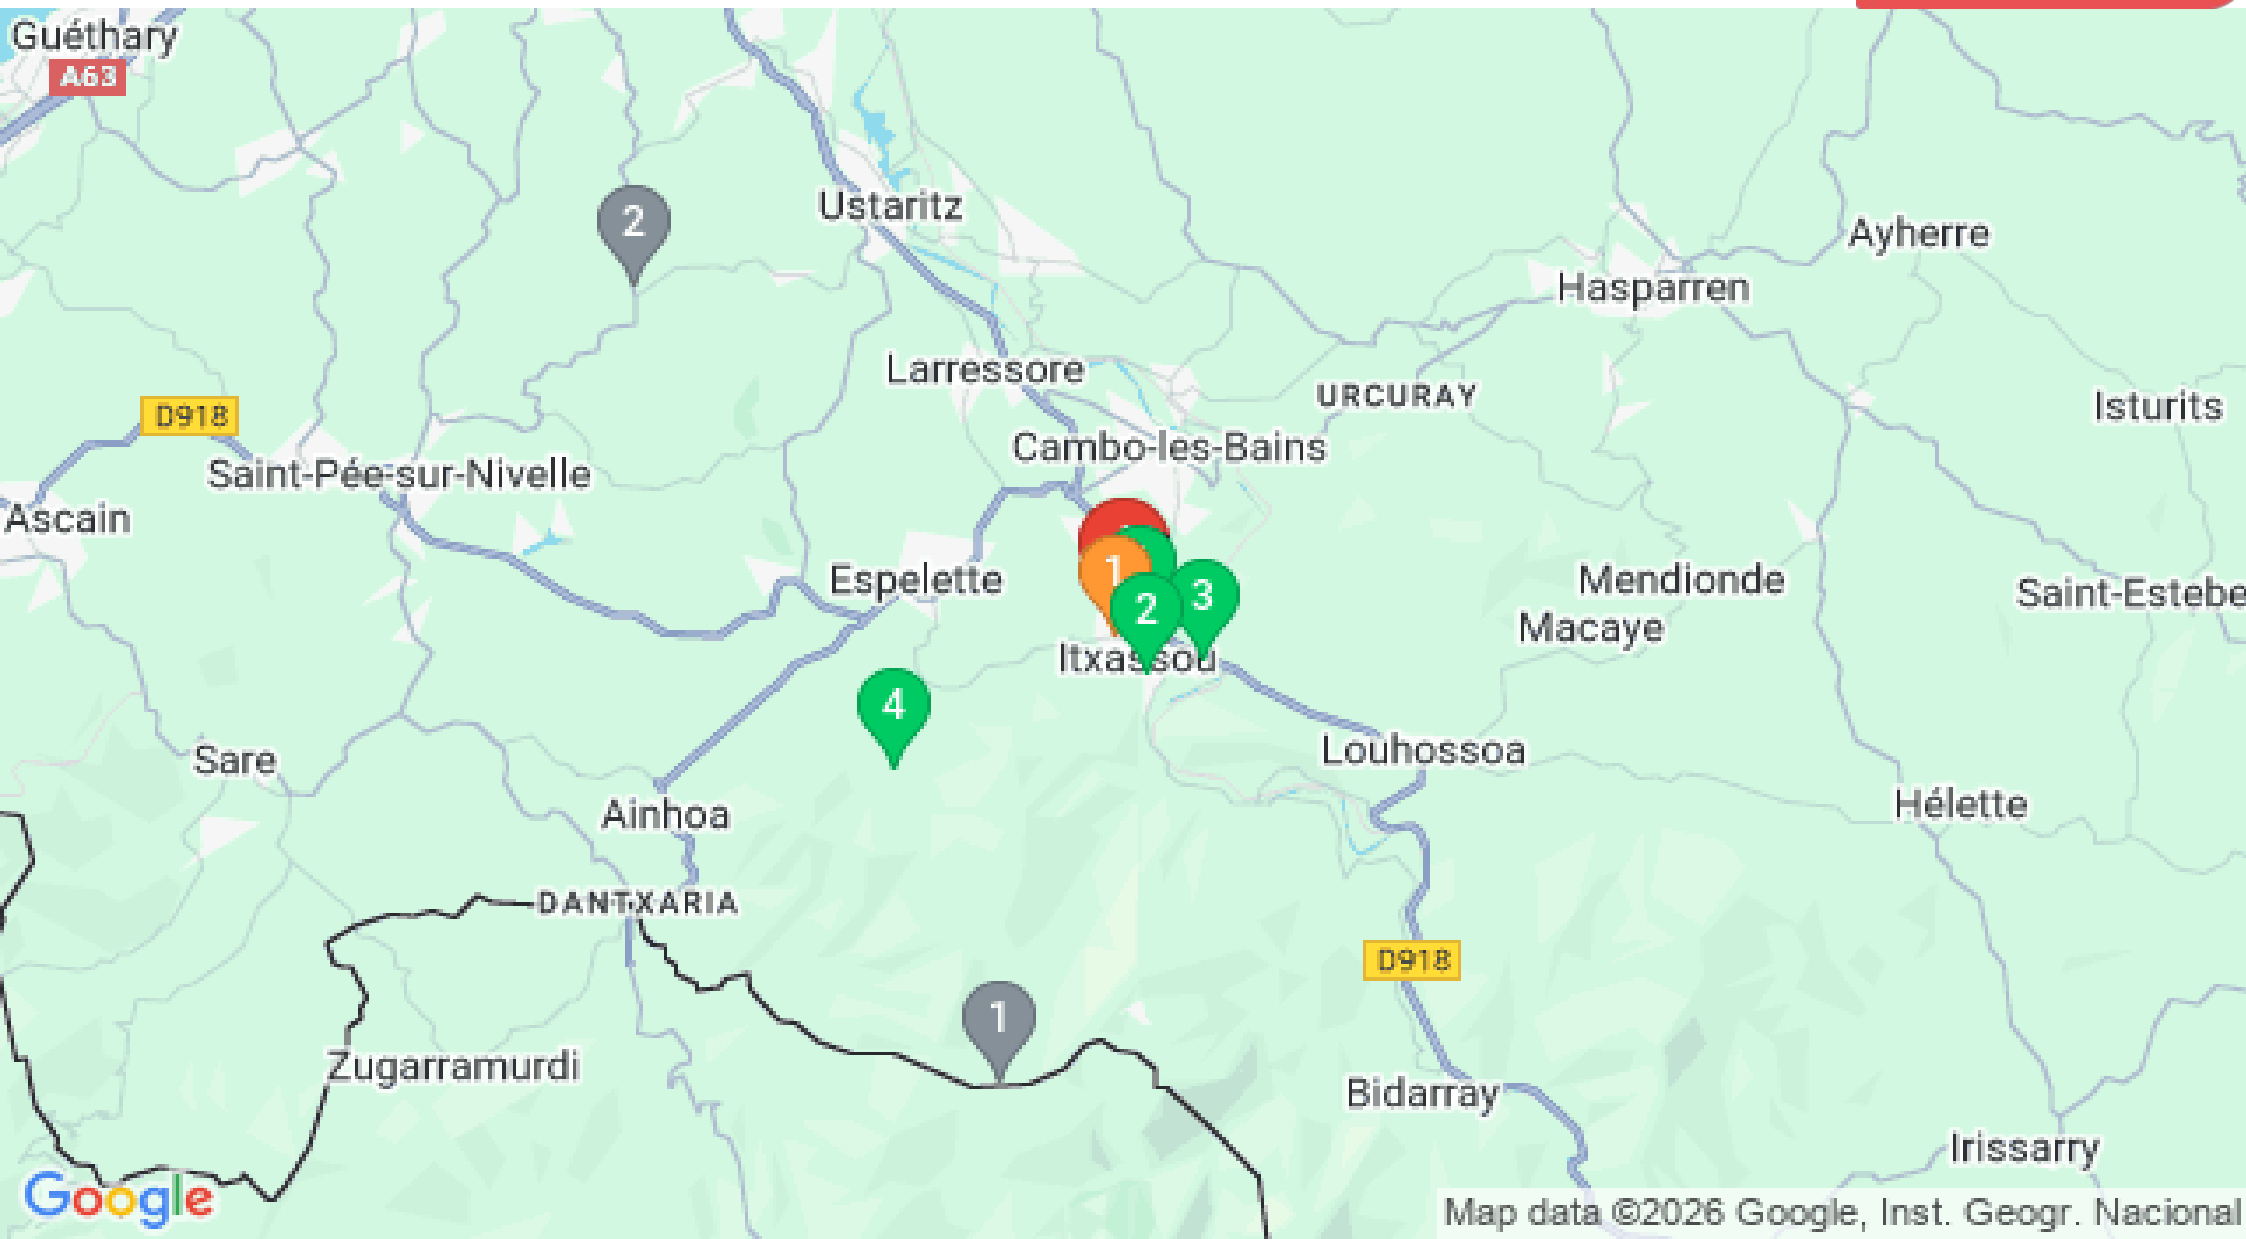 Guéthary
A63
2
Ustaritz
Ayherre
Hasparren
Larressore
URCURAY
Isturits
D918
Cambo-les-Bains
Saint-Pée-sur-Nivelle
Ascain
1
Espelette
2
3
Mendionde
Saint-Estebe
Macaye
Itxassou
4
Louhossoa
Sare
Ainhoa
Hélette
DANTXARIA
D918
1
Zugarramurdi
Bidarray
Irissarry
Google
Map data ©2026 Google, Inst. Geogr. Nacional